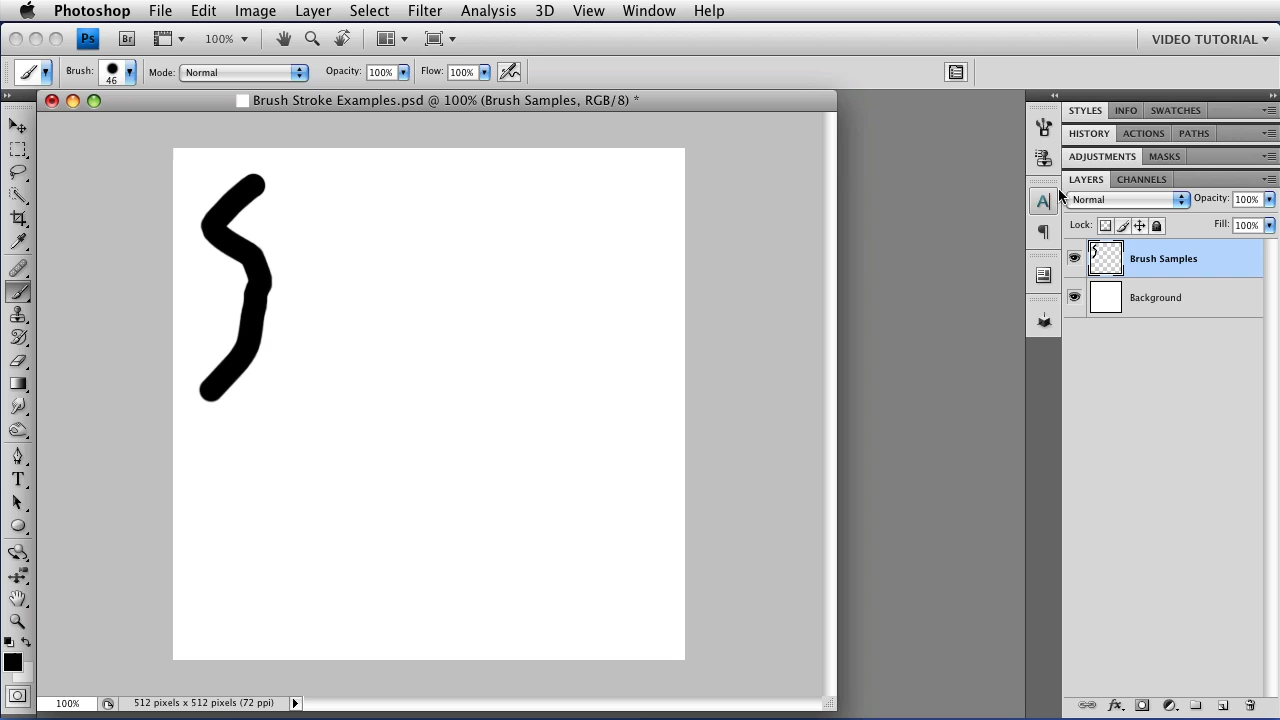 Photoshop File Edit Image Layer Select Filter Analysis 3D View Window Help
Ps Br 100% VIDEO TUTORIAL
Brush: 46 Mode: Normal Opacity: 100% Flow: 100%
Brush Stroke Examples.psd @ 100% (Brush Samples, RGB/8) *
STYLES INFO SWATCHES
HISTORY ACTIONS PATHS
ADJUSTMENTS MASKS
LAYERS CHANNELS
Normal Opacity: 100%
Lock: Fill: 100%
Brush Samples
Background
100% 512 pixels x 512 pixels (72 ppi)